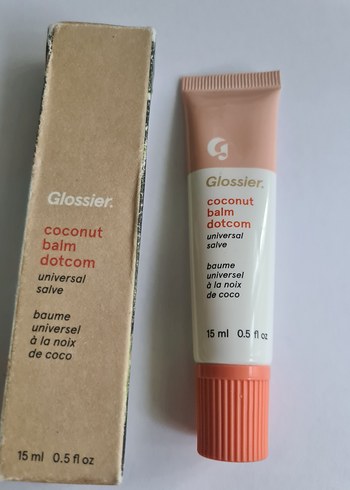 Glossier.
coconut
balm
dotcom
universal
salve
baume
universel
à la noix
de coco
15 ml 0.5 fl oz
G
Glossier.
coconut
balm
dotcom
universal
salve
baume
universel
à la noix
de coco
15 ml 0.5 fl oz